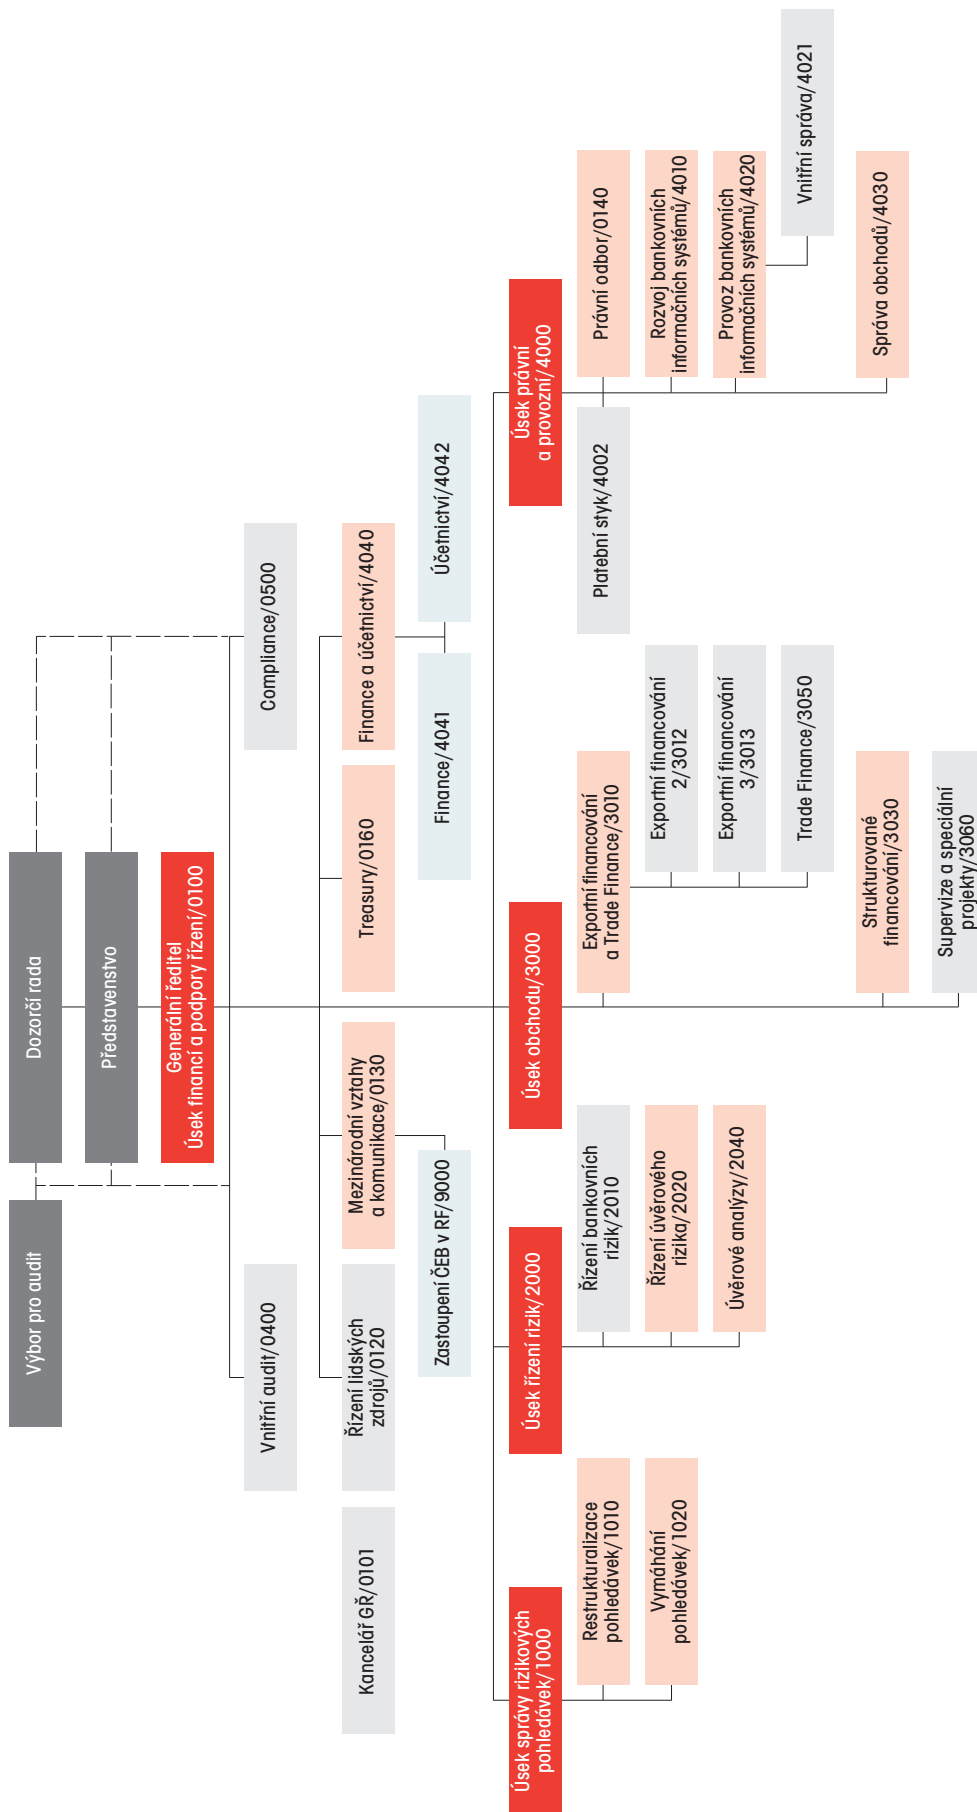 Výbor pro audit
Dozorčí rada
Představenstvo
Generální ředitel
Úsek financí a podpory řízení/0100
Vnitřní audit/0400
Compliance/0500
Kancelář GŘ/0101
Řízení lidských
zdrojů/0120
Mezinárodní vztahy
a komunikace/0130
Treasury/0160
Finance a účetnictví/4040
Zastoupení ČEB v RF/9000
Finance/4041
Účetnictví/4042
Úsek správy rizikových
pohledávek/1000
Úsek řízení rizik/2000
Úsek obchodu/3000
Úsek právní
a provozní/4000
Restrukturalizace
pohledávek/1010
Vymáhání
pohledávek/1020
Řízení bankovních
rizik/2010
Řízení úvěrového
rizika/2020
Úvěrové analýzy/2040
Exportní financování
a Trade Finance/3010
Exportní financování
2/3012
Exportní financování
3/3013
Trade Finance/3050
Strukturované
financování/3030
Supervize a speciální
projekty/3060
Platební styk/4002
Právní odbor/0140
Rozvoj bankovních
informačních systémů/4010
Provoz bankovních
informačních systémů/4020
Vnitřní správa/4021
Správa obchodů/4030